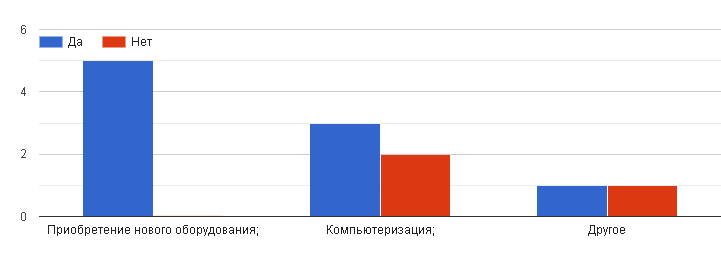 6
Да
Нет
4
2
0
Приобретение нового оборудования;
Компьютеризация;
Другое